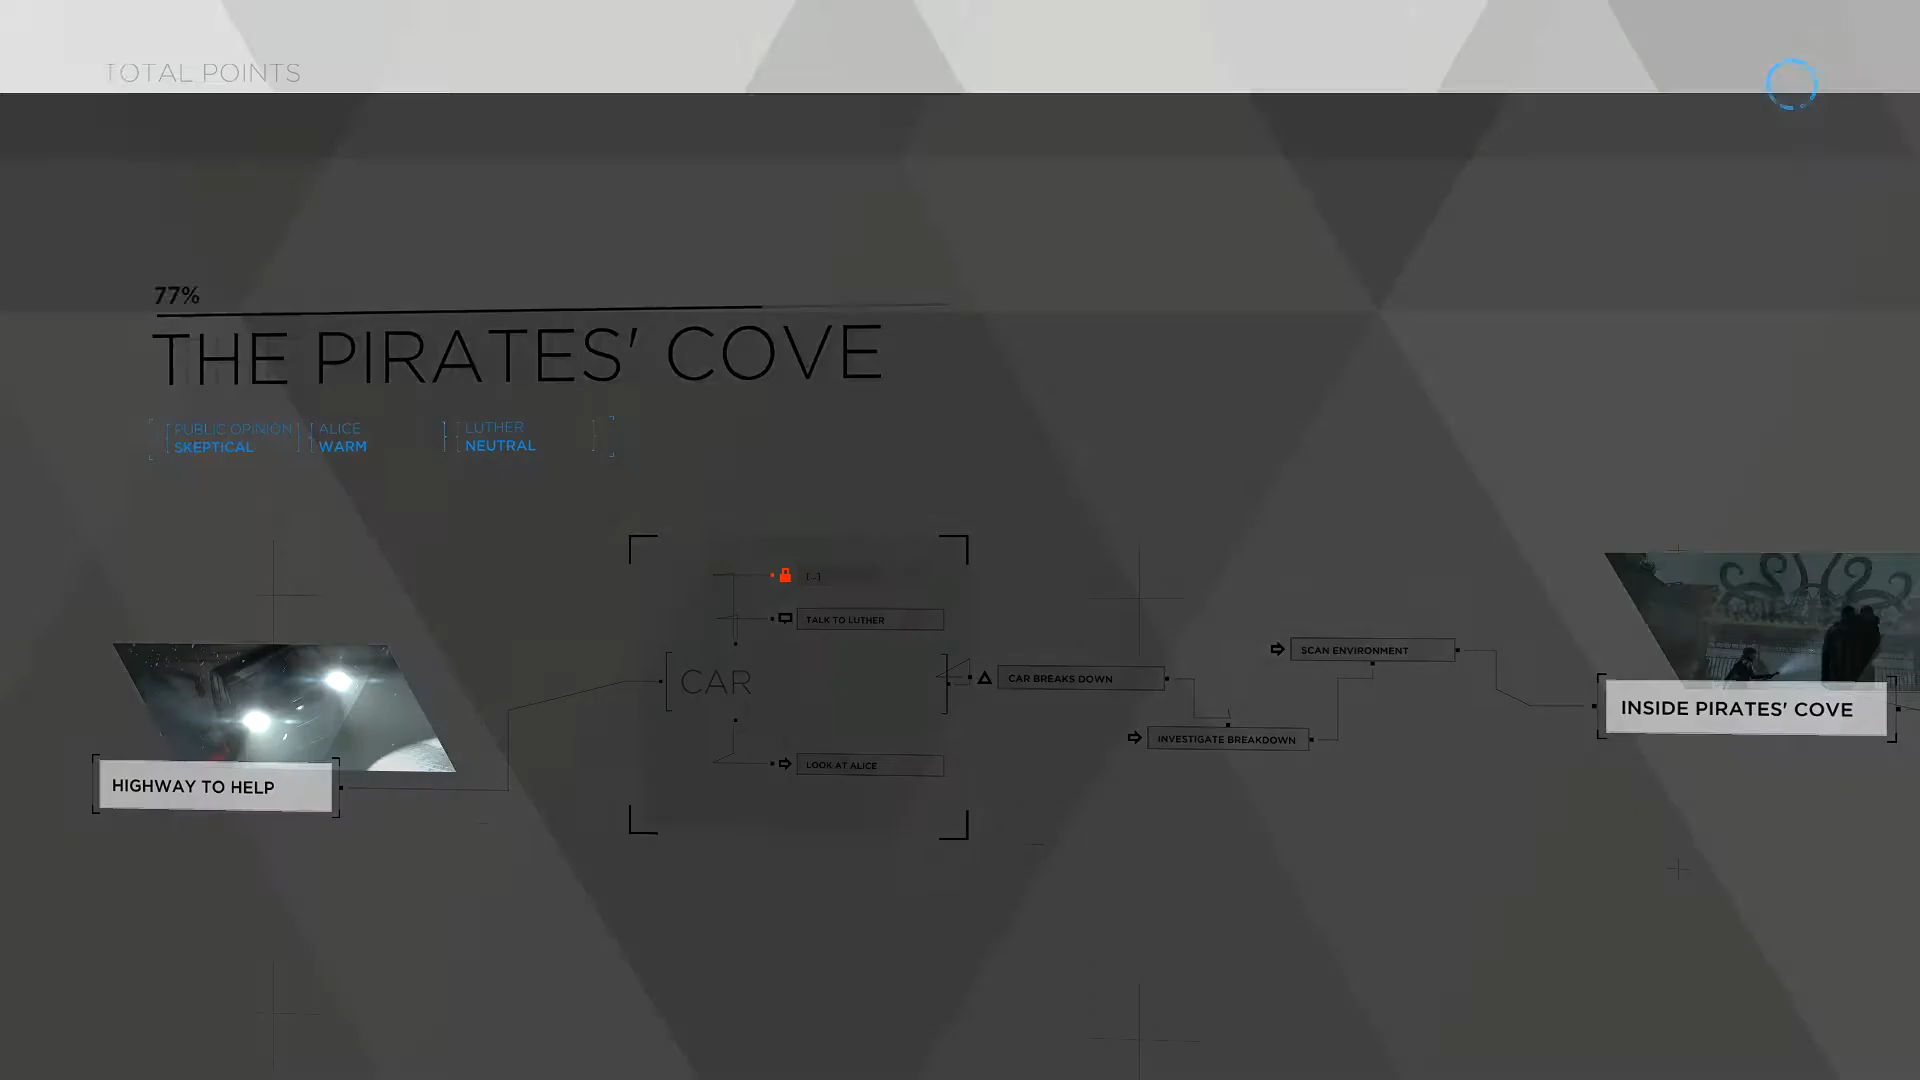 TOTAL POINTS
77%
THE PIRATES' COVE
PUBLIC OPINION
SKEPTICAL
ALICE
WARM
LUTHER
NEUTRAL
[-]
TALK TO LUTHER
CAR
LOOK AT ALICE
CAR BREAKS DOWN
INVESTIGATE BREAKDOWN
SCAN ENVIRONMENT
HIGHWAY TO HELP
INSIDE PIRATES' COVE